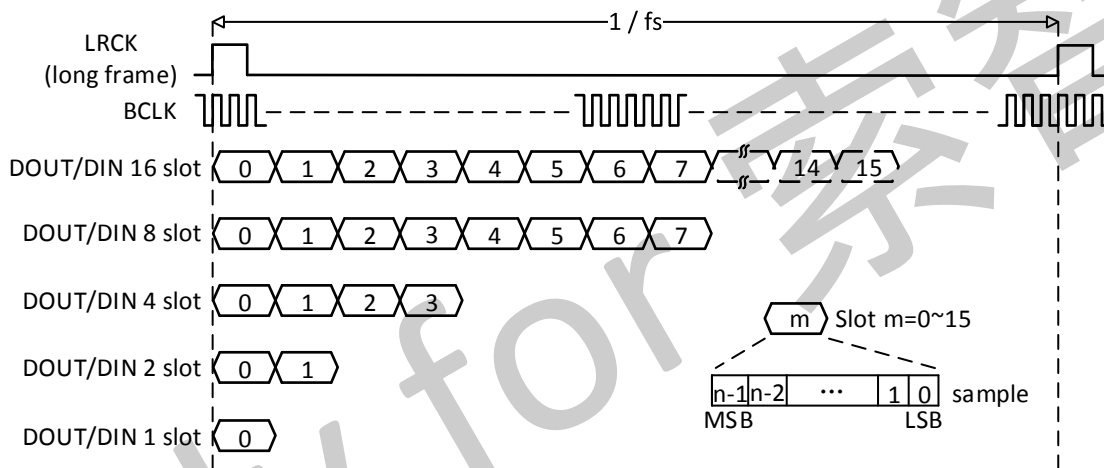 1 / fs
LRCK
(long frame)
BCLK
DOUT/DIN 16 slot 0 1 2 3 4 5 6 7 14 15
DOUT/DIN 8 slot 0 1 2 3 4 5 6 7
DOUT/DIN 4 slot 0 1 2 3
m Slot m=0~15
DOUT/DIN 2 slot 0 1
n-1 n-2 ... 1 0 sample
MSB LSB
DOUT/DIN 1 slot 0
for 索